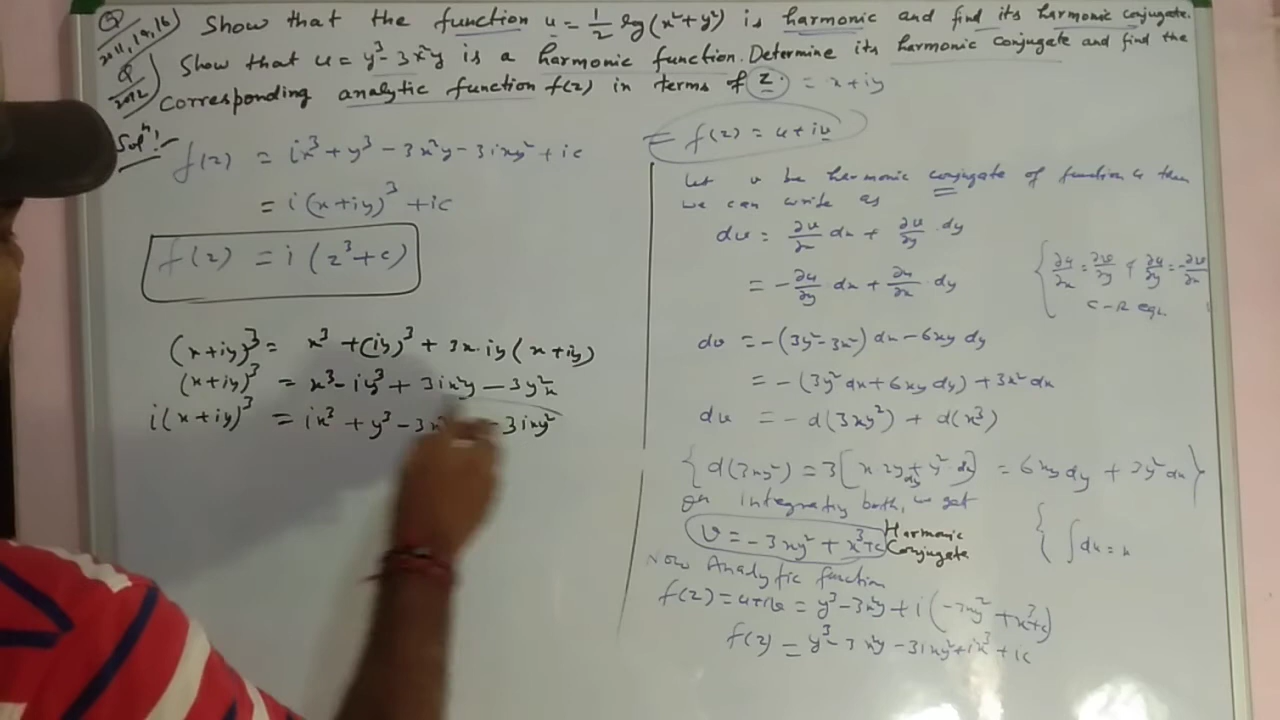 Q 2011, 14, 16 Show that the function u = 1/2 log(x²+y²) is harmonic and find its harmonic conjugate.
Q 2012 Show that u = y³-3x²y is a harmonic function. Determine its harmonic conjugate and find the
corresponding analytic function f(z) in terms of z. = x+iy
Solⁿ:-
f(z) = ix³+y³-3x²y-3ixy²+ic
= i(x+iy)³+ic
f(z) = i(z³+c)
(x+iy)³ = x³+(iy)³+3x·iy(x+iy)
(x+iy)³ = x³-iy³+3ix²y-3y²x
i(x+iy)³ = ix³+y³-3x² -3ixy²
= f(z) = u+iv
Let v be harmonic conjugate of function u then
we can write as
dv = ∂v/∂x dx + ∂v/∂y·dy
= -∂u/∂y dx + ∂u/∂x·dy
{ ∂u/∂x = ∂v/∂y & ∂u/∂y = -∂v/∂x
C-R eqn.
dv = -(3y²-3x²)dx-6xy dy
= -(3y²dx+6xy dy)+3x²dx
dv = -d(3xy²)+d(x³)
{ d(3xy²) = 3[x 2y dy+y²·dx] = 6xy dy + 3y²dx }
on integrating both, we get
v = -3xy²+x³+c Harmonic Conjugate
{ ∫dx = x
Now Analytic function
f(z) = u+iv = y³-3x²y+i(-3xy²+x³+c)
f(z) = y³-3x²y-3ixy²+ix³+ic